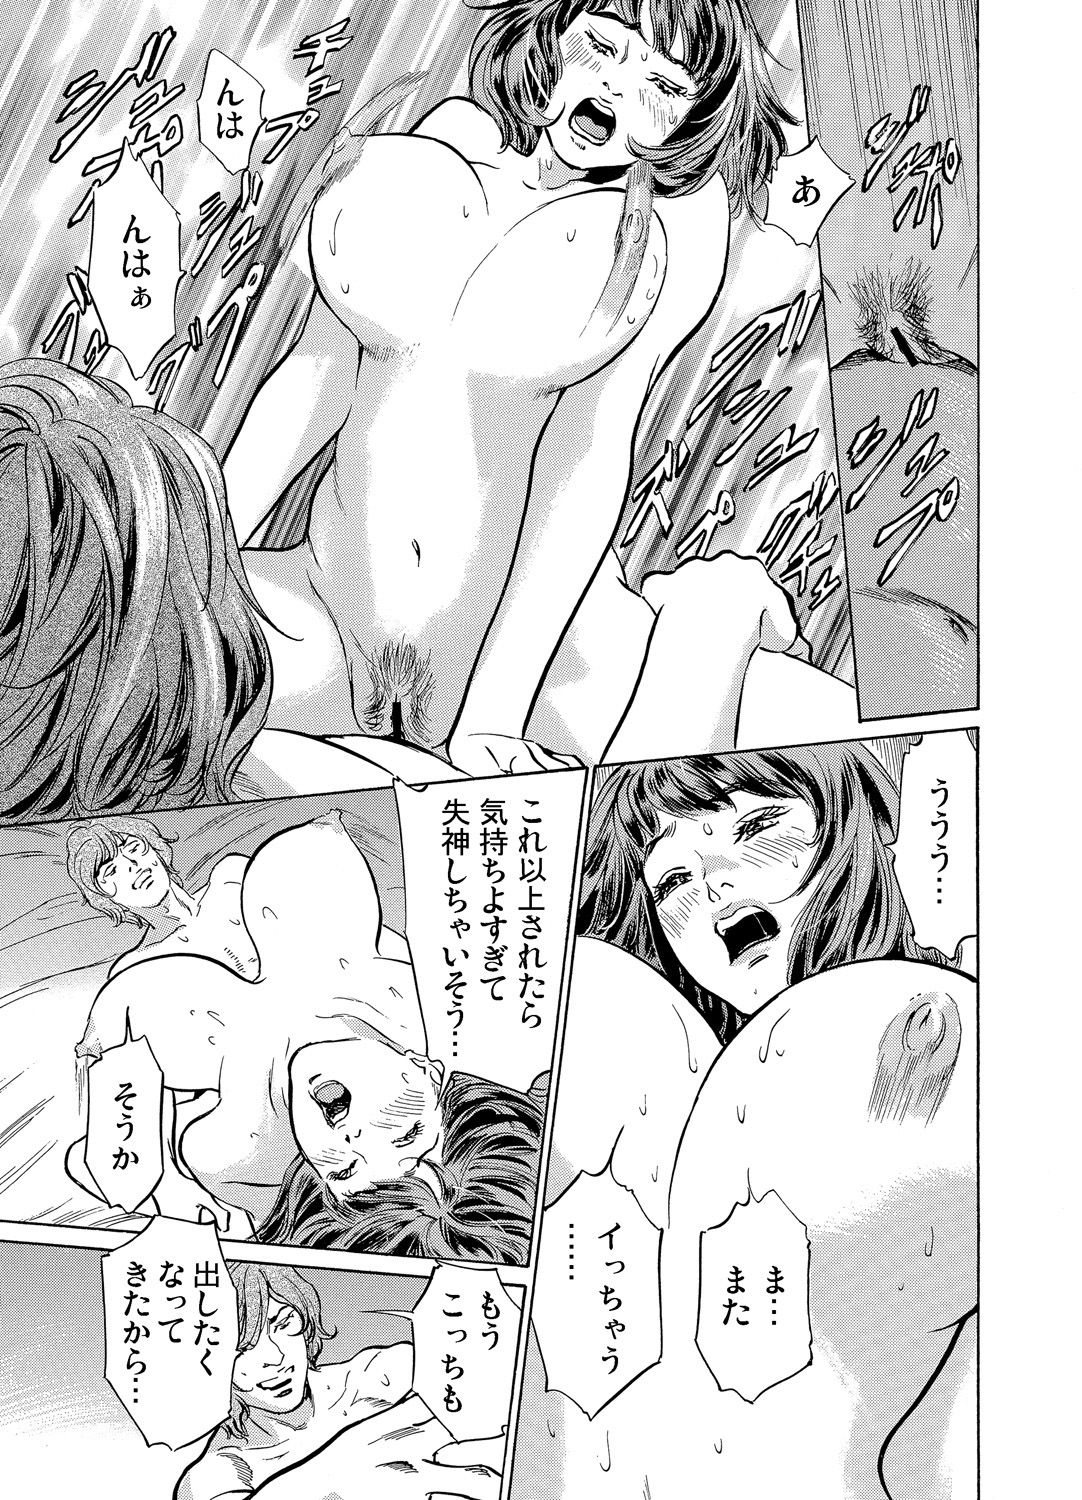 あ
んは
んはぁ
ううう…
ま…
また
イっちゃう
……
これ以上されたら
気持ちよすぎて
失神しちゃいそう…
そうか
もう
こっちも
出したく
なって
きたから…
ジュプ
チュプ